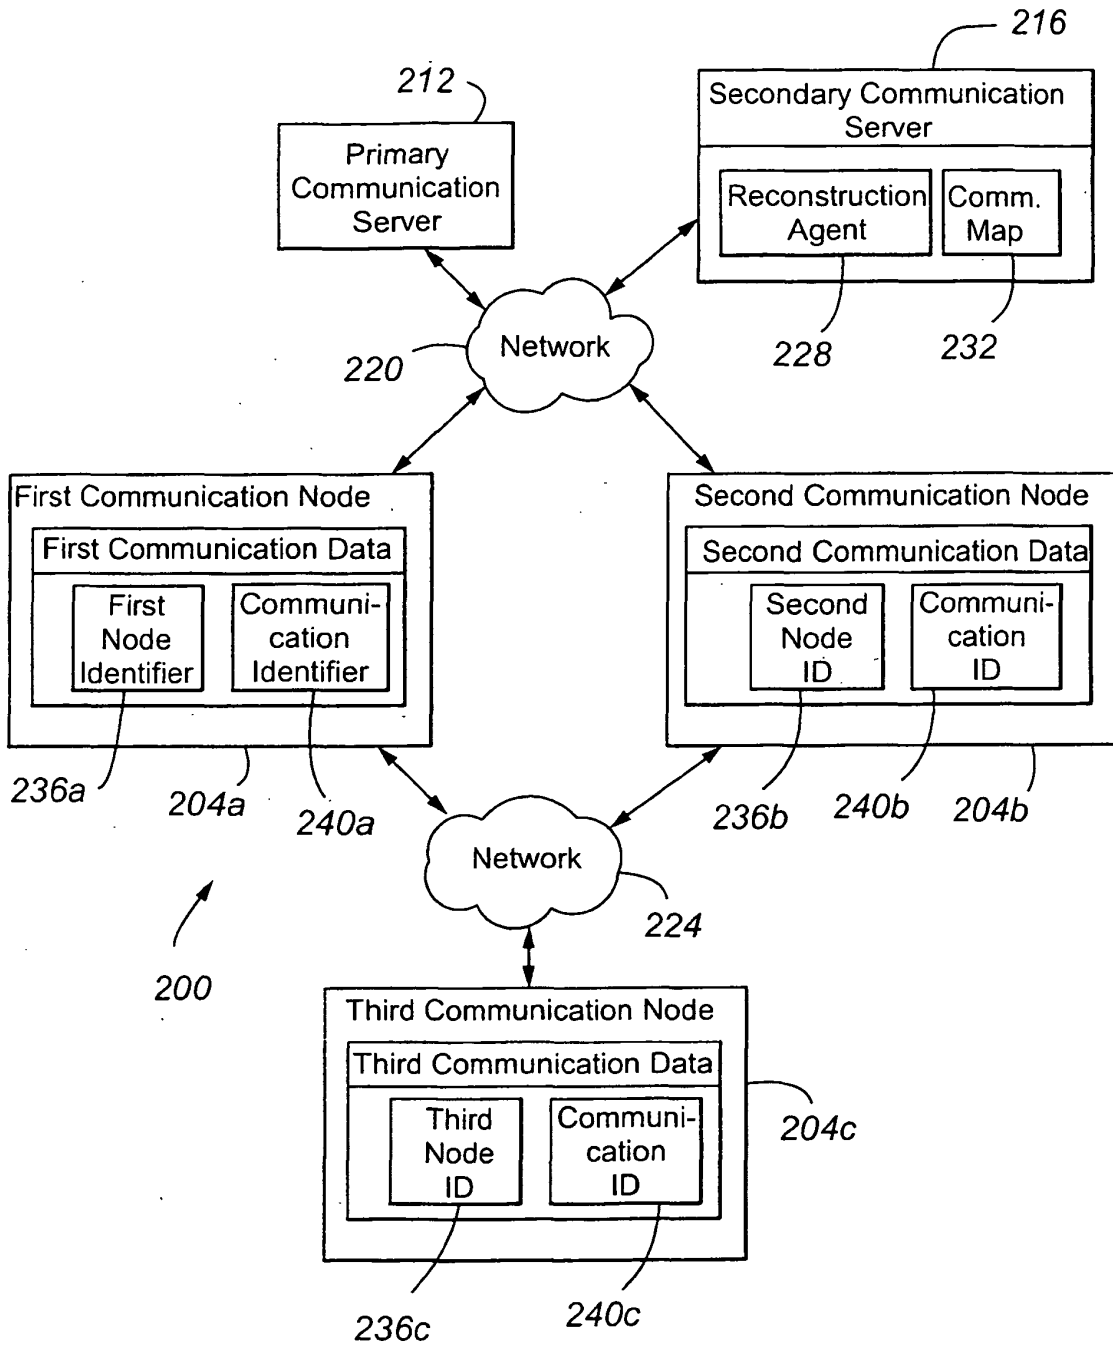 216
212
Secondary Communication
Server
Primary
Communication
Server
Reconstruction
Agent
Comm.
Map
Network
220
228
232
First Communication Node
First Communication Data
First
Node
Identifier
Communi-
cation
Identifier
Second Communication Node
Second Communication Data
Second
Node
ID
Communi-
cation
ID
236a
204a
240a
236b
240b
204b
Network
224
200
Third Communication Node
Third Communication Data
Third
Node
ID
Communi-
cation
ID
204c
236c
240c